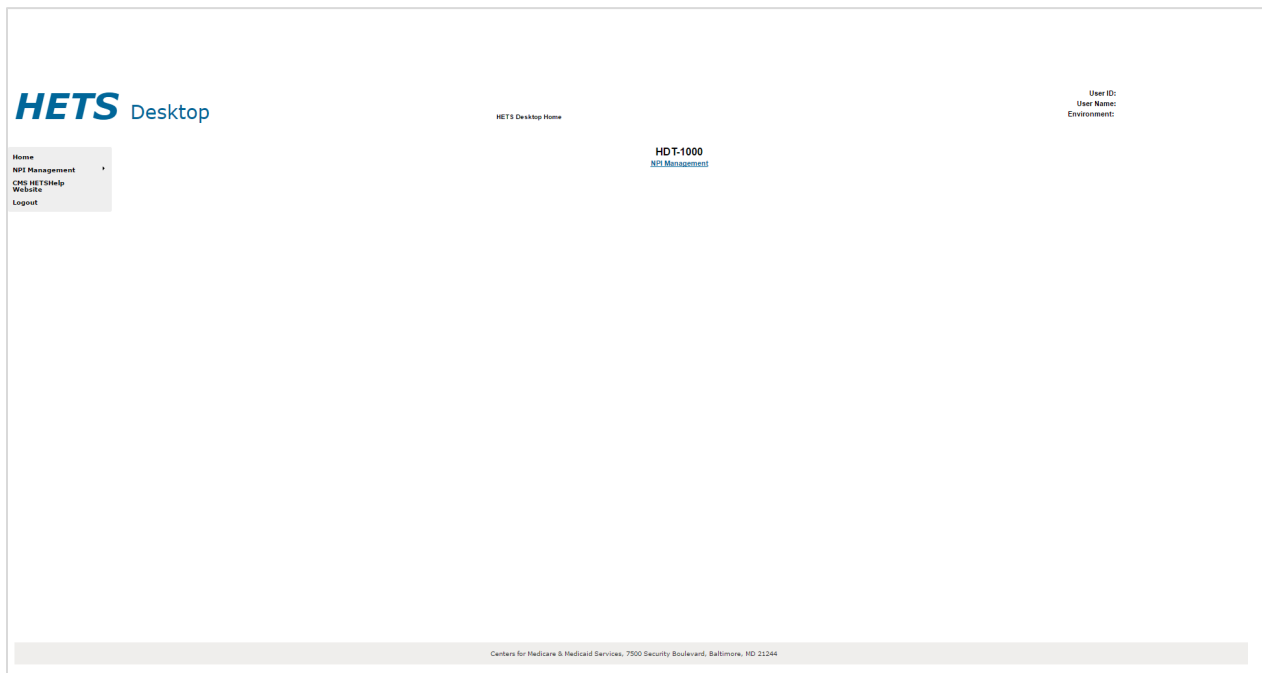 HETS Desktop
HETS Desktop Home
User ID:
User Name:
Environment:
Home
NPI Management
CMS HETSHelp
Website
Logout
HDT-1000
NPI Management
Centers for Medicare & Medicaid Services, 7500 Security Boulevard, Baltimore, MD 21244